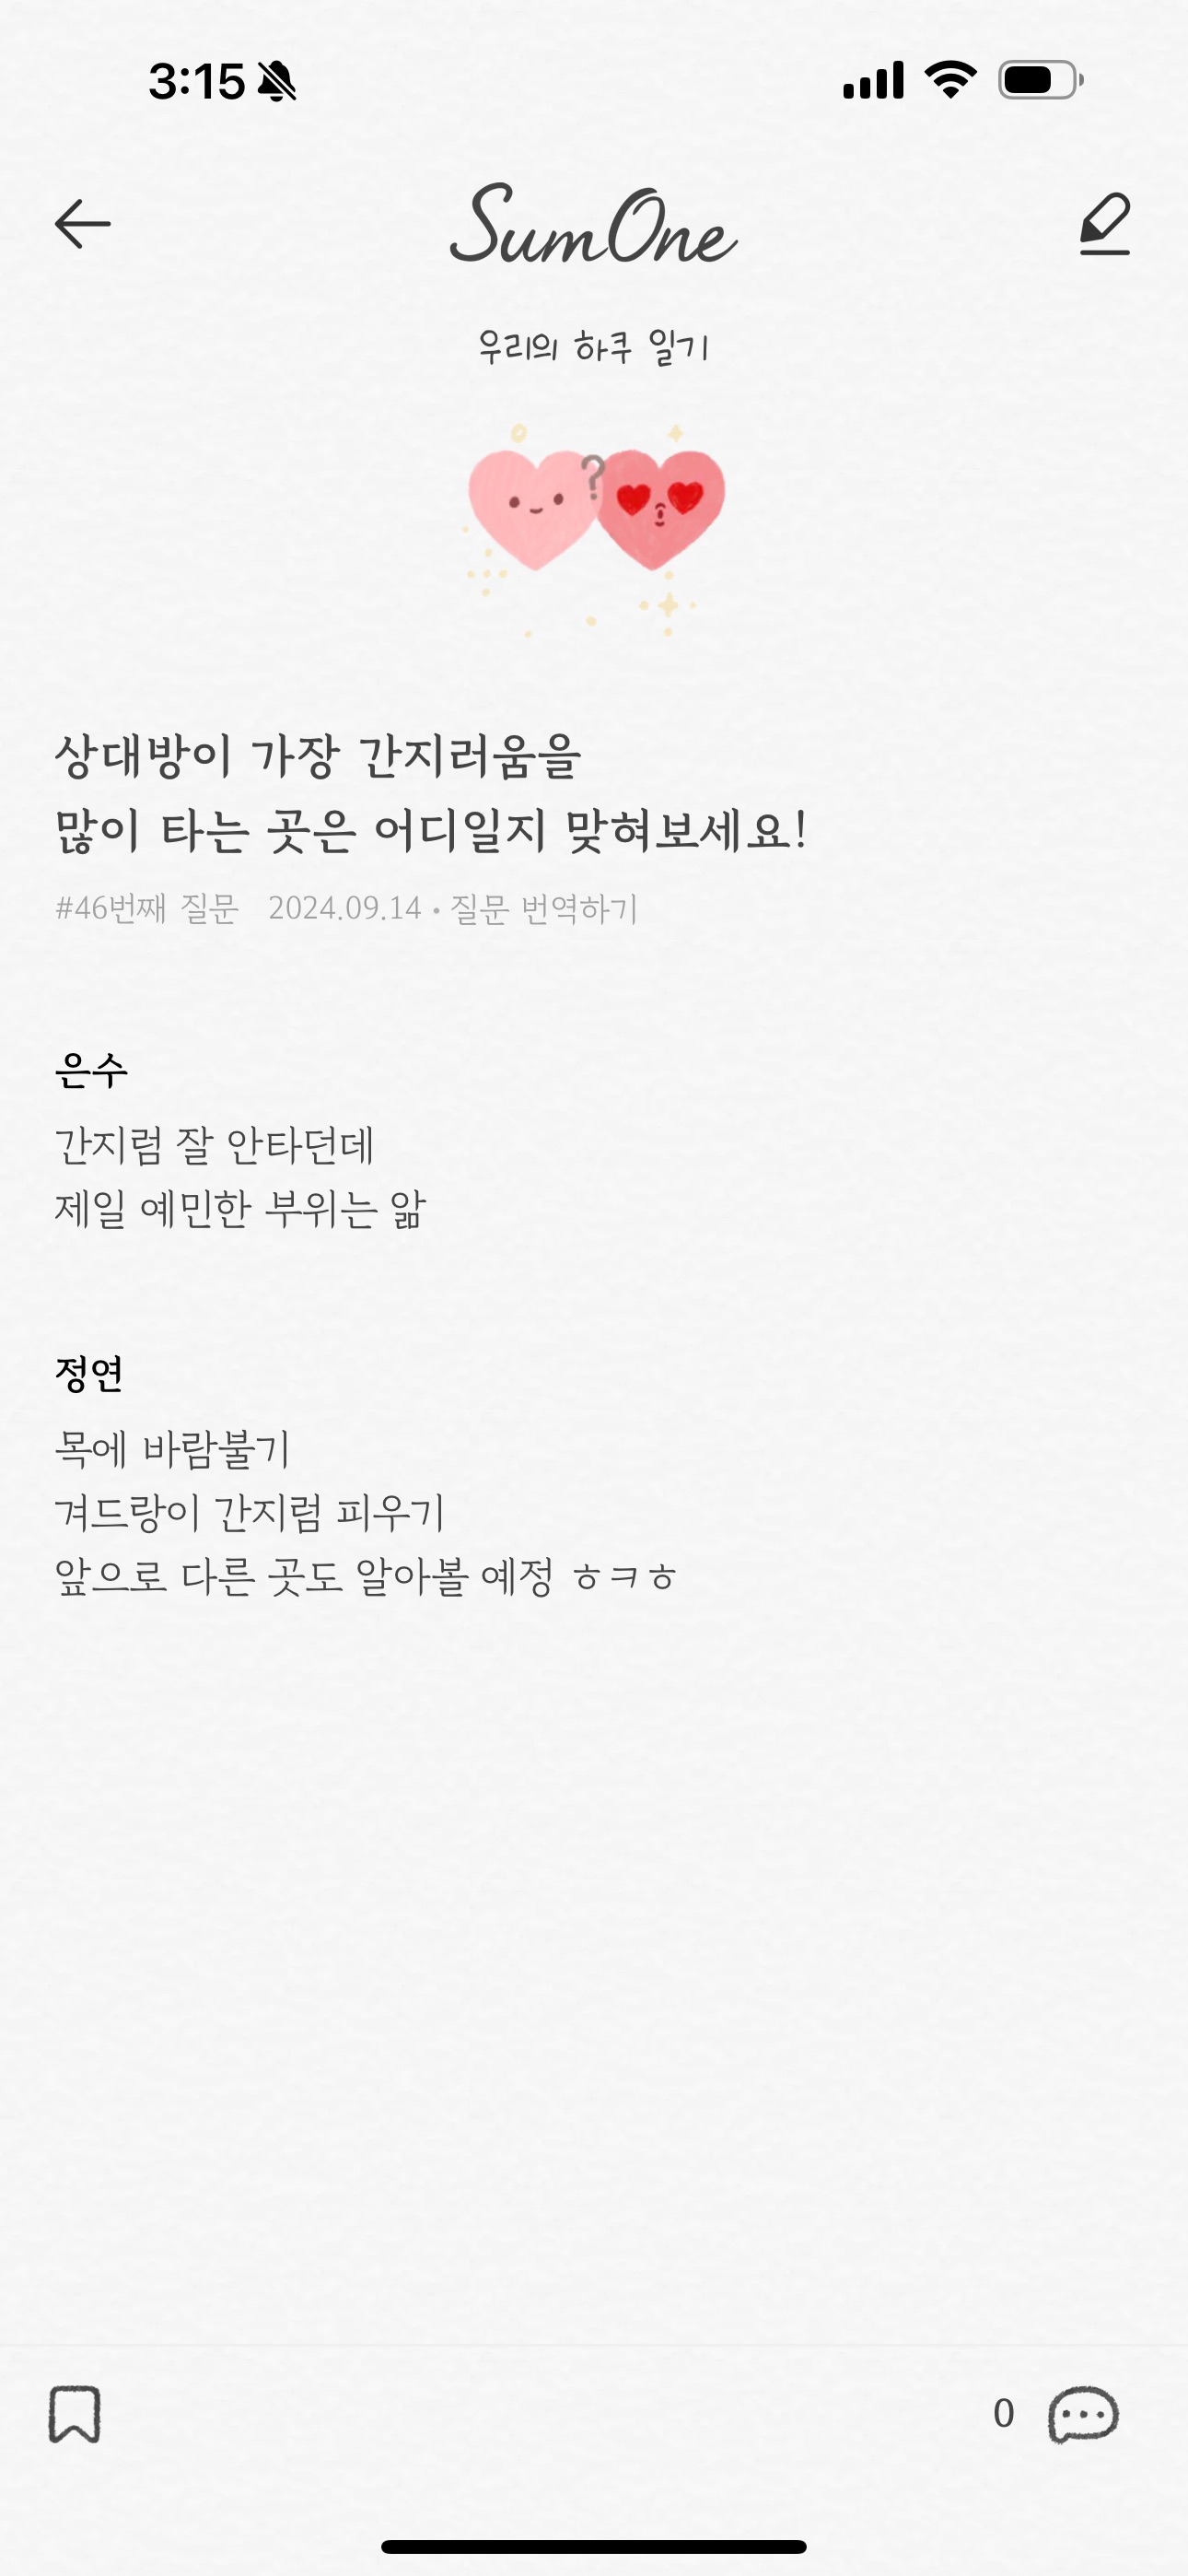 3:15
SumOne
우리의 하루 일기
?
상대방이 가장 간지러움을
많이 타는 곳은 어디일지 맞혀보세요!
#46번째 질문 2024.09.14 • 질문 번역하기
은수
간지럼 잘 안타던데
제일 예민한 부위는 앎
정연
목에 바람불기
겨드랑이 간지럼 피우기
앞으로 다른 곳도 알아볼 예정 ㅎㅋㅎ
0